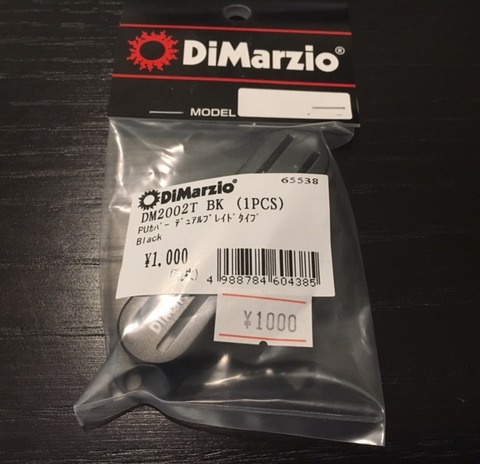 DiMarzio®
MODEL
DiMarzio® 65538
DM2002T BK (1PCS)
PUｶﾊﾞｰ ﾃﾞｭｱﾙﾌﾞﾚｲﾄﾞﾀｲﾌﾟ
Black
¥1,000
4 988784 604385
¥1000
DiMarzio